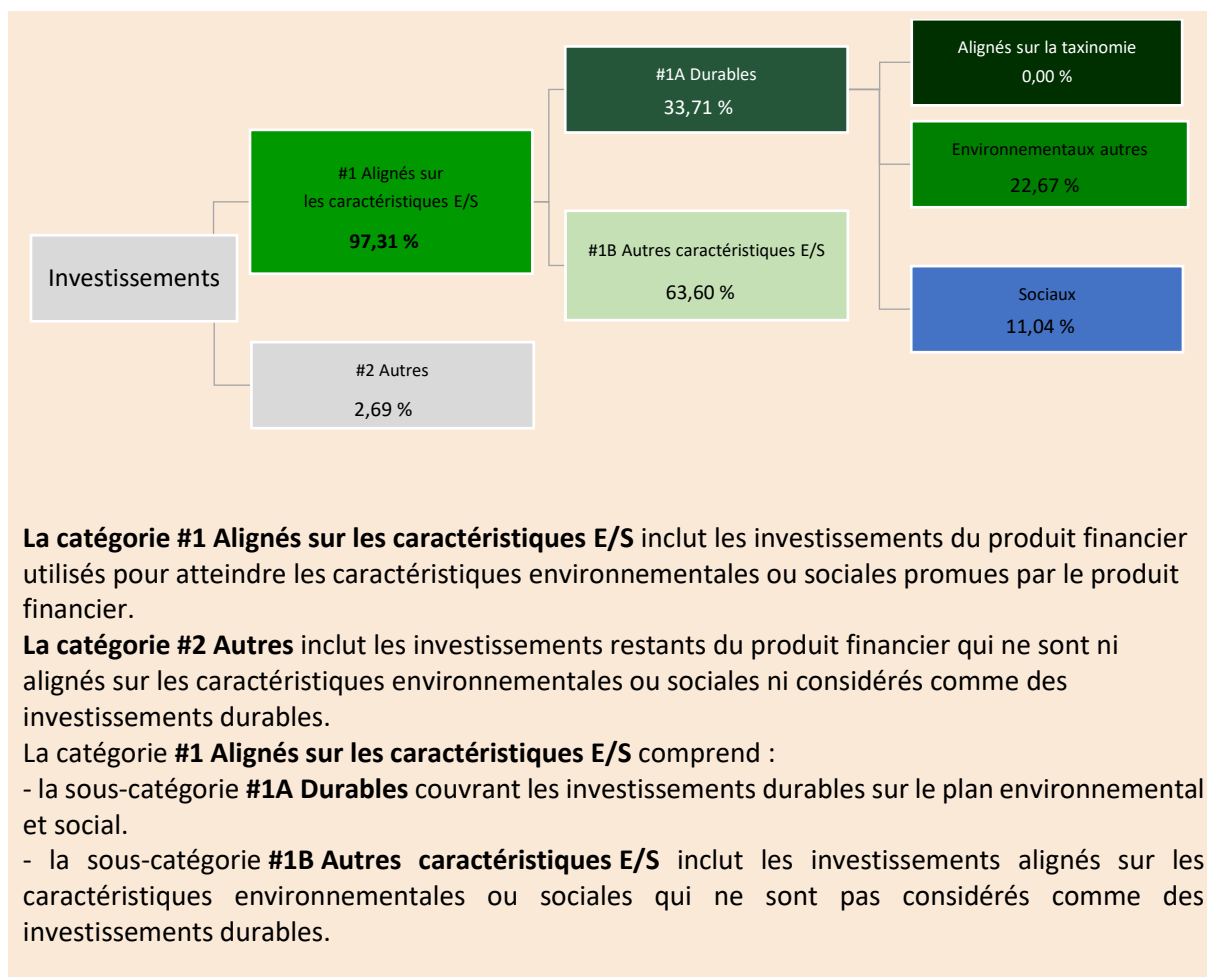 Investissements
#1 Alignés sur
les caractéristiques E/S
97,31 %
#2 Autres
2,69 %
#1A Durables
33,71 %
#1B Autres caractéristiques E/S
63,60 %
Alignés sur la taxinomie
0,00 %
Environnementaux autres
22,67 %
Sociaux
11,04 %
La catégorie #1 Alignés sur les caractéristiques E/S inclut les investissements du produit financier
utilisés pour atteindre les caractéristiques environnementales ou sociales promues par le produit
financier.
La catégorie #2 Autres inclut les investissements restants du produit financier qui ne sont ni
alignés sur les caractéristiques environnementales ou sociales ni considérés comme des
investissements durables.
La catégorie #1 Alignés sur les caractéristiques E/S comprend :
- la sous-catégorie #1A Durables couvrant les investissements durables sur le plan environnemental
et social.
- la sous-catégorie #1B Autres caractéristiques E/S inclut les investissements alignés sur les
caractéristiques environnementales ou sociales qui ne sont pas considérés comme des
investissements durables.